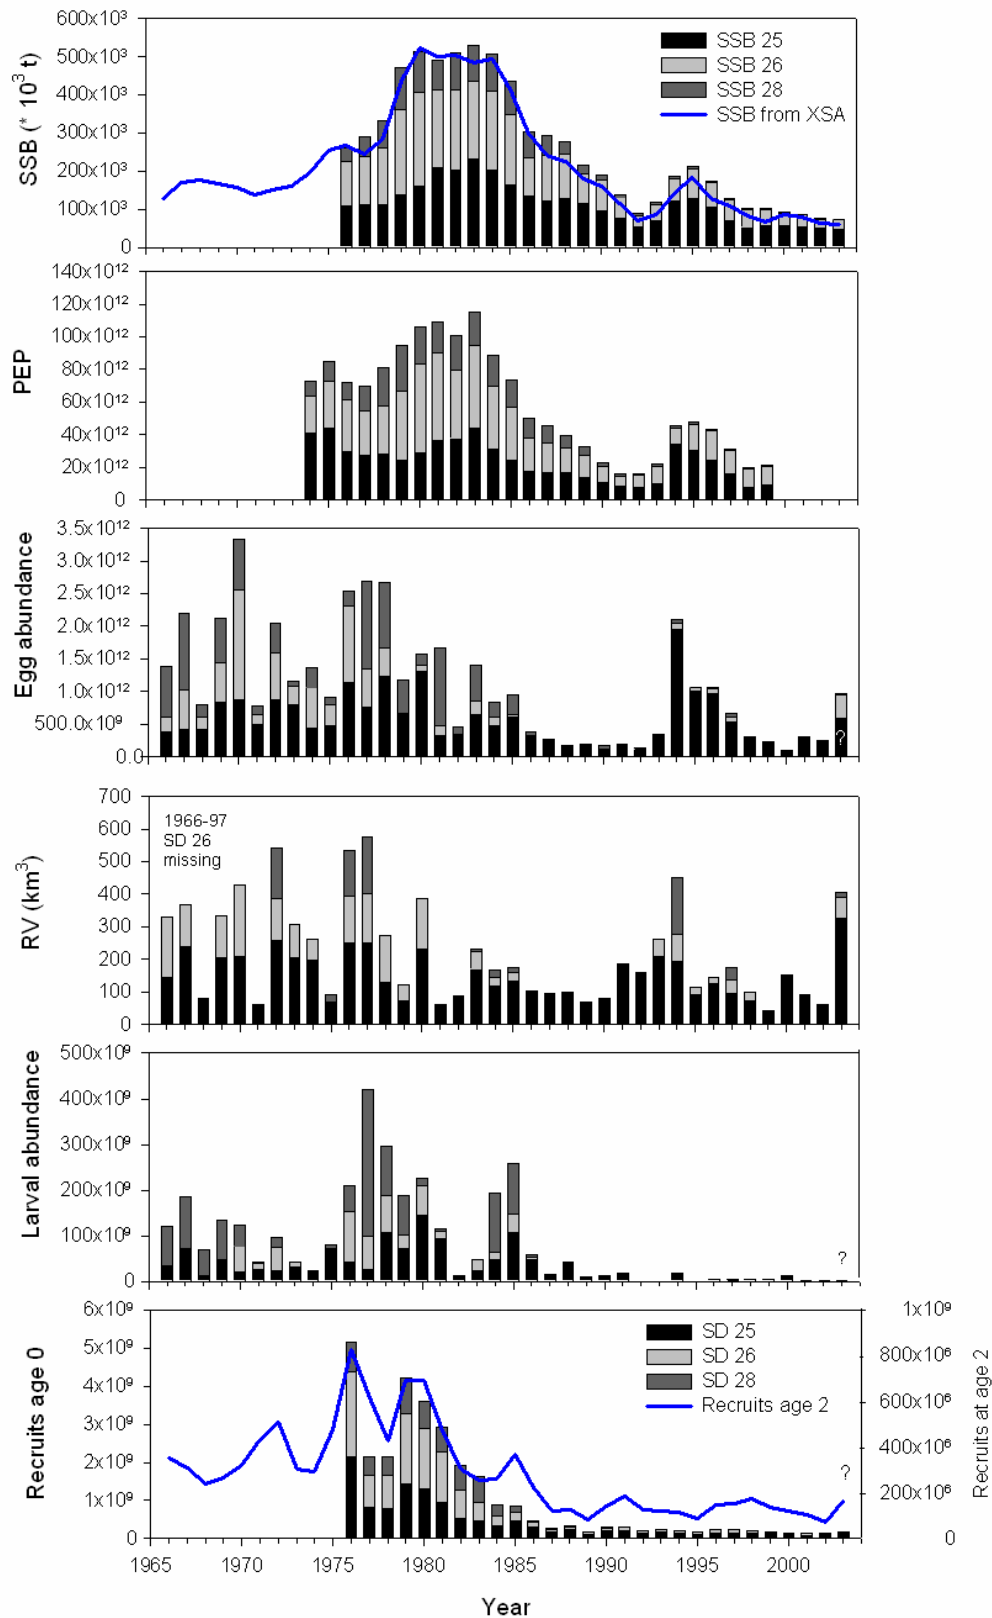 600x10³
500x10³
400x10³
300x10³
200x10³
100x10³
0
SSB (* 10³ t)
SSB 25
SSB 26
SSB 28
SSB from XSA
140x10¹²
120x10¹²
100x10¹²
80x10¹²
60x10¹²
40x10¹²
20x10¹²
0
PEP
3.5x10¹²
3.0x10¹²
2.5x10¹²
2.0x10¹²
1.5x10¹²
1.0x10¹²
500.0x10⁹
0.0
Egg abundance
?
700
600
500
400
300
200
100
0
RV (km³)
1966-97
SD 26
missing
500x10⁹
400x10⁹
300x10⁹
200x10⁹
100x10⁹
0
Larval abundance
?
6x10⁹
5x10⁹
4x10⁹
3x10⁹
2x10⁹
1x10⁹
0
Recruits age 0
SD 25
SD 26
SD 28
Recruits age 2
?
1x10⁹
800x10⁶
600x10⁶
400x10⁶
200x10⁶
0
Recruits at age 2
1965 1970 1975 1980 1985 1990 1995 2000
Year